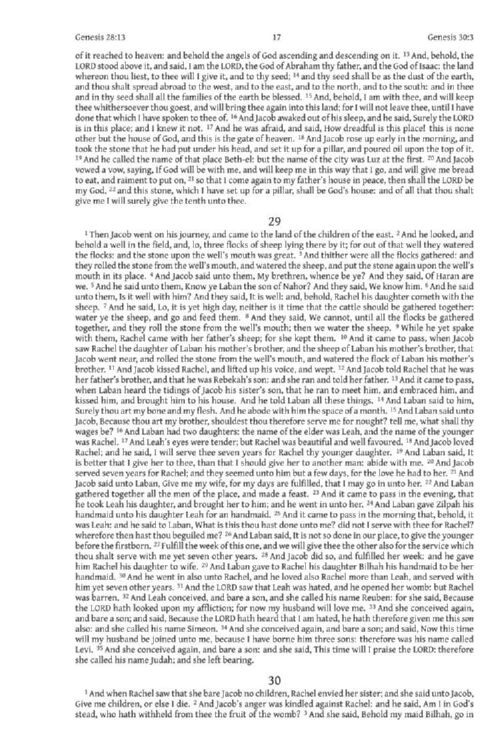 Genesis 28:13 17 Genesis 30:3
of it reached to heaven: and behold the angels of God ascending and descending on it. 13 And, behold, the
LORD stood above it, and said, I am the LORD, the God of Abraham thy father, and the God of Isaac: the land
whereon thou liest, to thee will I give it, and to thy seed; 14 and thy seed shall be as the dust of the earth,
and thou shalt spread abroad to the west, and to the east, and to the north, and to the south: and in thee
and in thy seed shall all the families of the earth be blessed. 15 And, behold, I am with thee, and will keep
thee whithersoever thou goest, and will bring thee again into this land; for I will not leave thee, until I have
done that which I have spoken to thee of. 16 And Jacob awaked out of his sleep, and he said, Surely the LORD
is in this place; and I knew it not. 17 And he was afraid, and said, How dreadful is this place! this is none
other but the house of God, and this is the gate of heaven. 18 And Jacob rose up early in the morning, and
took the stone that he had put under his head, and set it up for a pillar, and poured oil upon the top of it.
19 And he called the name of that place Beth-el: but the name of the city was Luz at the first. 20 And Jacob
vowed a vow, saying, If God will be with me, and will keep me in this way that I go, and will give me bread
to eat, and raiment to put on, 21 so that I come again to my father's house in peace, then shall the LORD be
my God, 22 and this stone, which I have set up for a pillar, shall be God's house: and of all that thou shalt
give me I will surely give the tenth unto thee.
29
1 Then Jacob went on his journey, and came to the land of the children of the east. 2 And he looked, and
behold a well in the field, and, lo, three flocks of sheep lying there by it; for out of that well they watered
the flocks: and the stone upon the well's mouth was great. 3 And thither were all the flocks gathered: and
they rolled the stone from the well's mouth, and watered the sheep, and put the stone again upon the well's
mouth in its place. 4 And Jacob said unto them, My brethren, whence be ye? And they said, Of Haran are
we. 5 And he said unto them, Know ye Laban the son of Nahor? And they said, We know him. 6 And he said
unto them, Is it well with him? And they said, It is well: and, behold, Rachel his daughter cometh with the
sheep. 7 And he said, Lo, it is yet high day, neither is it time that the cattle should be gathered together:
water ye the sheep, and go and feed them. 8 And they said, We cannot, until all the flocks be gathered
together, and they roll the stone from the well's mouth; then we water the sheep. 9 While he yet spake
with them, Rachel came with her father's sheep; for she kept them. 10 And it came to pass, when Jacob
saw Rachel the daughter of Laban his mother's brother, and the sheep of Laban his mother's brother, that
Jacob went near, and rolled the stone from the well's mouth, and watered the flock of Laban his mother's
brother. 11 And Jacob kissed Rachel, and lifted up his voice, and wept. 12 And Jacob told Rachel that he was
her father's brother, and that he was Rebekah's son: and she ran and told her father. 13 And it came to pass,
when Laban heard the tidings of Jacob his sister's son, that he ran to meet him, and embraced him, and
kissed him, and brought him to his house. And he told Laban all these things. 14 And Laban said to him,
Surely thou art my bone and my flesh. And he abode with him the space of a month. 15 And Laban said unto
Jacob, Because thou art my brother, shouldest thou therefore serve me for nought? tell me, what shall thy
wages be? 16 And Laban had two daughters: the name of the elder was Leah, and the name of the younger
was Rachel. 17 And Leah's eyes were tender; but Rachel was beautiful and well favoured. 18 And Jacob loved
Rachel; and he said, I will serve thee seven years for Rachel thy younger daughter. 19 And Laban said, It
is better that I give her to thee, than that I should give her to another man: abide with me. 20 And Jacob
served seven years for Rachel; and they seemed unto him but a few days, for the love he had to her. 21 And
Jacob said unto Laban, Give me my wife, for my days are fulfilled, that I may go in unto her. 22 And Laban
gathered together all the men of the place, and made a feast. 23 And it came to pass in the evening, that
he took Leah his daughter, and brought her to him; and he went in unto her. 24 And Laban gave Zilpah his
handmaid unto his daughter Leah for an handmaid. 25 And it came to pass in the morning that, behold, it
was Leah: and he said to Laban, What is this thou hast done unto me? did not I serve with thee for Rachel?
wherefore then hast thou beguiled me? 26 And Laban said, It is not so done in our place, to give the younger
before the firstborn. 27 Fulfill the week of this one, and we will give thee the other also for the service which
thou shalt serve with me yet seven other years. 28 And Jacob did so, and fulfilled her week: and he gave
him Rachel his daughter to wife. 29 And Laban gave to Rachel his daughter Bilhah his handmaid to be her
handmaid. 30 And he went in also unto Rachel, and he loved also Rachel more than Leah, and served with
him yet seven other years. 31 And the LORD saw that Leah was hated, and he opened her womb: but Rachel
was barren. 32 And Leah conceived, and bare a son, and she called his name Reuben: for she said, Because
the LORD hath looked upon my affliction; for now my husband will love me. 33 And she conceived again,
and bare a son; and said, Because the LORD hath heard that I am hated, he hath therefore given me this son
also: and she called his name Simeon. 34 And she conceived again, and bare a son; and said, Now this time
will my husband be joined unto me, because I have borne him three sons: therefore was his name called
Levi. 35 And she conceived again, and bare a son: and she said, This time will I praise the LORD: therefore
she called his name Judah; and she left bearing.
30
1 And when Rachel saw that she bare Jacob no children, Rachel envied her sister; and she said unto Jacob,
Give me children, or else I die. 2 And Jacob's anger was kindled against Rachel: and he said, Am I in God's
stead, who hath withheld from thee the fruit of the womb? 3 And she said, Behold my maid Bilhah, go in